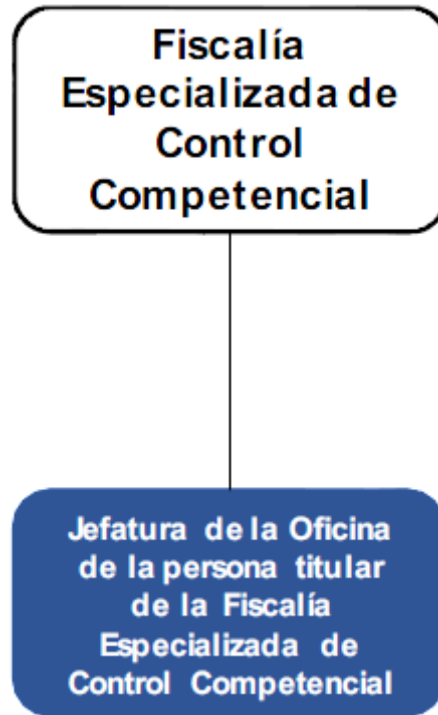 Fiscalía
Especializada de
Control
Competencial
Jefatura de la Oficina
de la persona titular
de la Fiscalía
Especializada de
Control Competencial